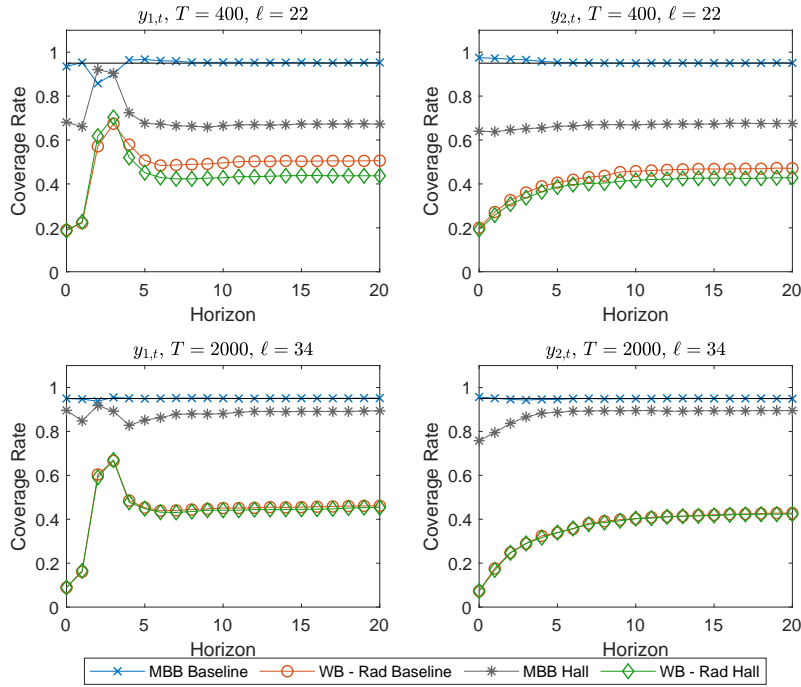 y1,t, T = 400, ℓ = 22
y2,t, T = 400, ℓ = 22
Coverage Rate
1
0.8
0.6
0.4
0.2
0
0 5 10 15 20
Horizon
Coverage Rate
1
0.8
0.6
0.4
0.2
0
0 5 10 15 20
Horizon
y1,t, T = 2000, ℓ = 34
y2,t, T = 2000, ℓ = 34
Coverage Rate
1
0.8
0.6
0.4
0.2
0
0 5 10 15 20
Horizon
Coverage Rate
1
0.8
0.6
0.4
0.2
0
0 5 10 15 20
Horizon
MBB Baseline WB - Rad Baseline MBB Hall WB - Rad Hall